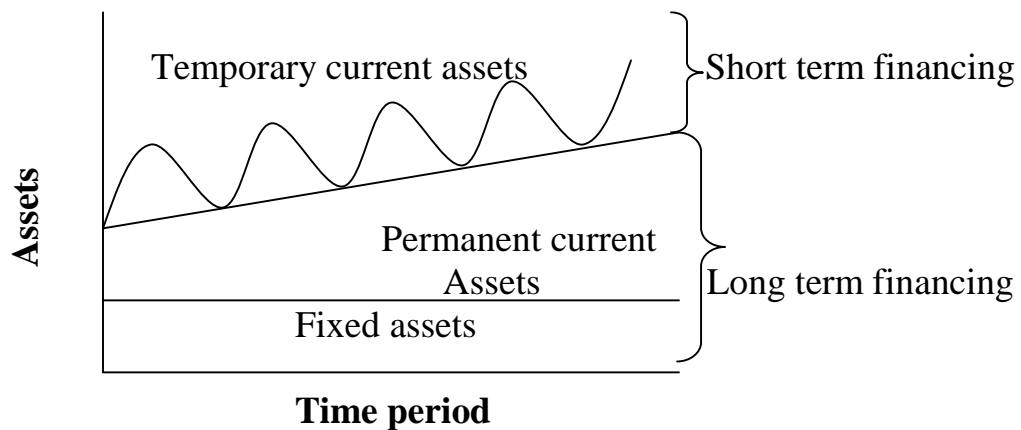 Temporary current assets
Short term financing
Assets
Permanent current
Assets
Long term financing
Fixed assets
Time period